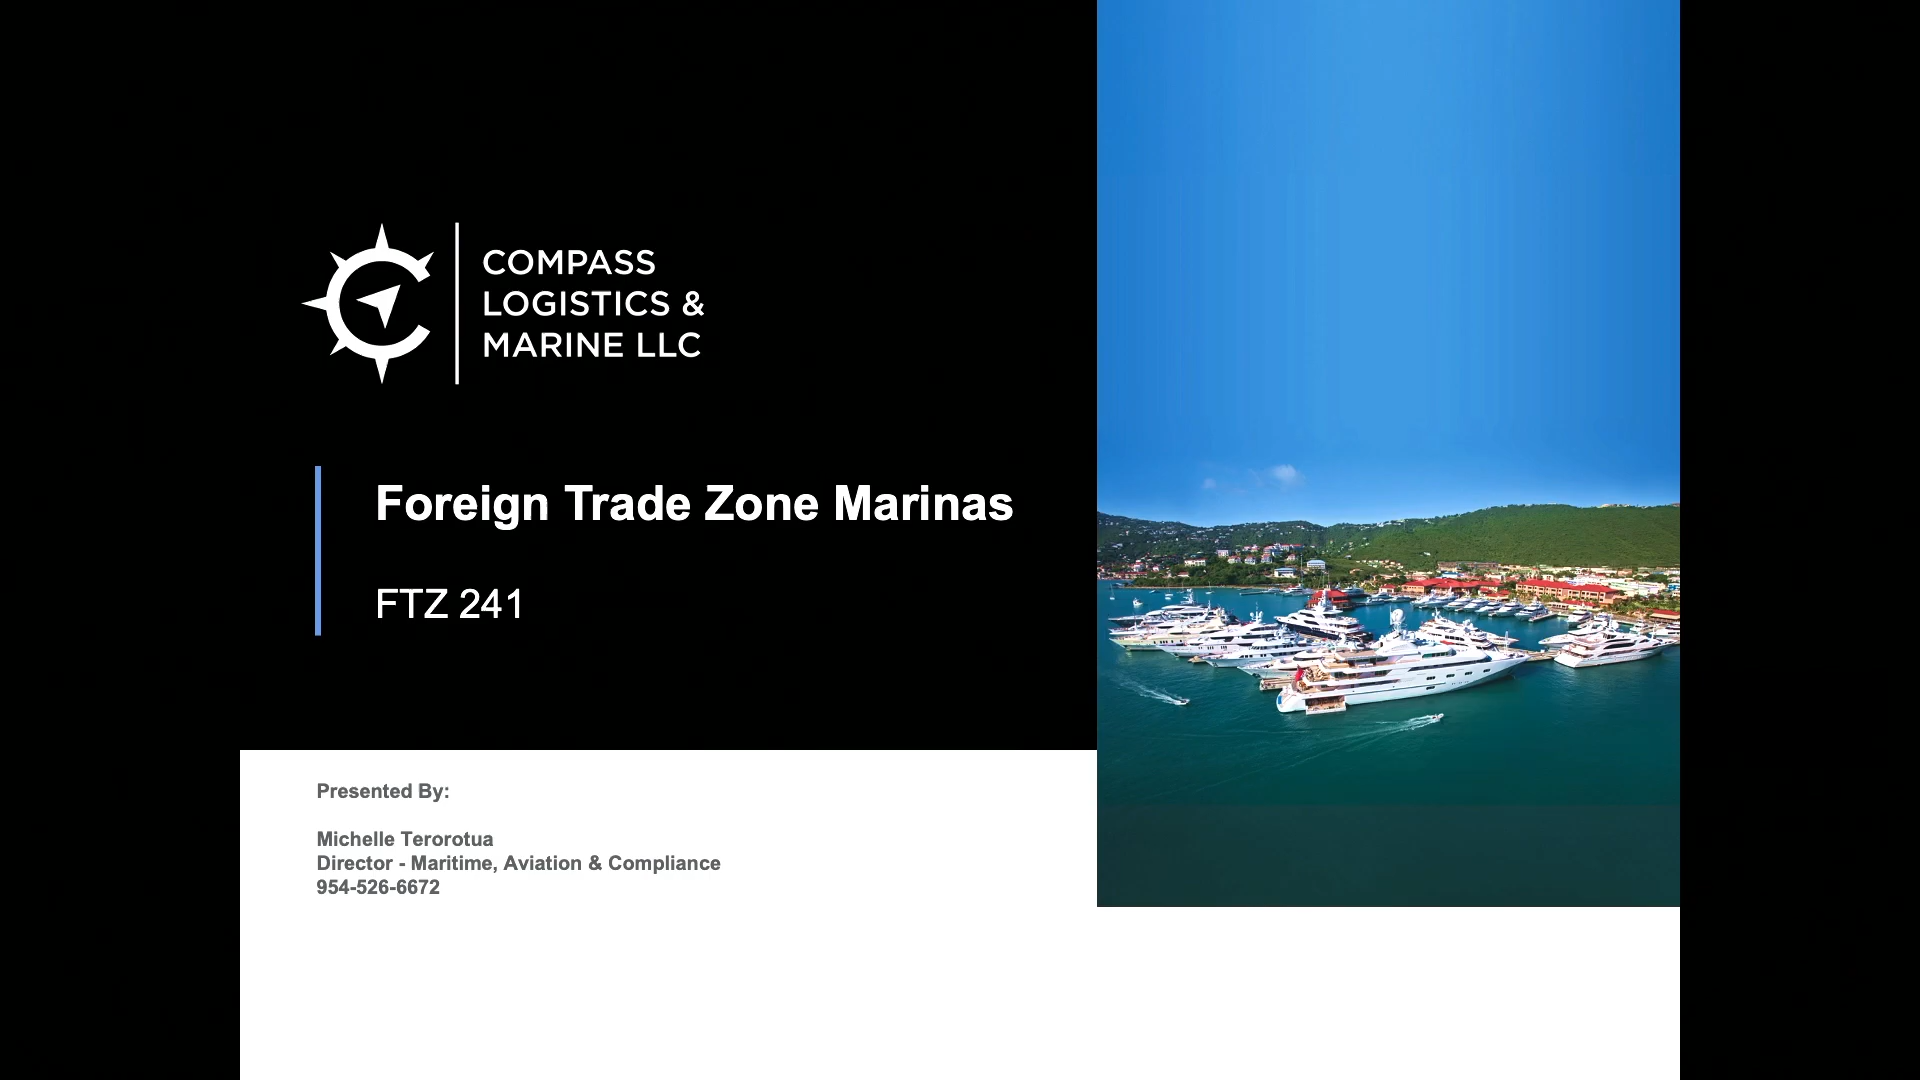 COMPASS
LOGISTICS &
MARINE LLC
Foreign Trade Zone Marinas
FTZ 241
Presented By:
Michelle Terorotua
Director - Maritime, Aviation & Compliance
954-526-6672